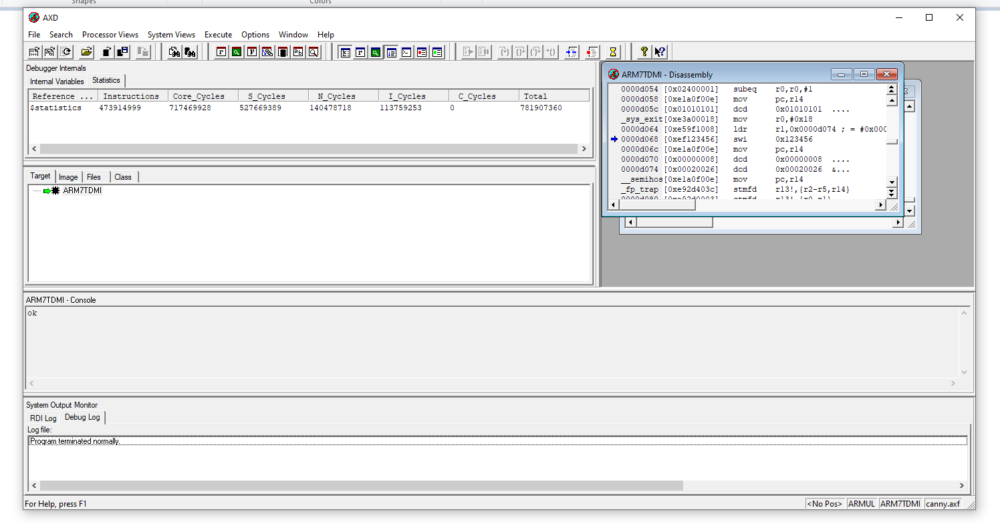 Shapes Colors
AXD
File Search Processor Views System Views Execute Options Window Help
Debugger Internals
Internal Variables Statistics
Reference ... Instructions Core_Cycles S_Cycles N_Cycles I_Cycles C_Cycles Total
$statistics 473914999 717469928 527669389 140478718 113759253 0 781907360
Target Image Files Class
ARM7TDMI
ARM7TDMI - Disassembly
0000d054 [0x02400001] subeq r0,r0,#1
0000d058 [0xe1a0f00e] mov pc,r14
0000d05c [0x01010101] dcd 0x01010101 ....
_sys_exit[0xe3a00018] mov r0,#0x18
0000d064 [0xe59f1008] ldr r1,0x0000d074 ; = #0x000
0000d068 [0xef123456] swi 0x123456
0000d06c [0xe1a0f00e] mov pc,r14
0000d070 [0x00000008] dcd 0x00000008 ....
0000d074 [0x00020026] dcd 0x00020026 &...
__semihos[0xe1a0f00e] mov pc,r14
_fp_trap [0xe92d403c] stmfd r13!,{r2-r5,r14}
0000d080 [0xe92d0003] stmfd r13!,{r0,r1}
ARM7TDMI - Console
ok
System Output Monitor
RDI Log Debug Log
Log file:
Program terminated normally.
For Help, press F1 <No Pos> ARMUL ARM7TDMI canny.axf